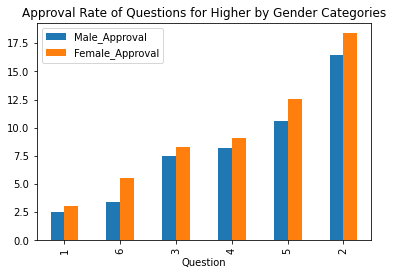 Approval Rate of Questions for Higher by Gender Categories
Male_Approval
Female_Approval
17.5
15.0
12.5
10.0
7.5
5.0
2.5
0.0
1 6 3 4 5 2
Question